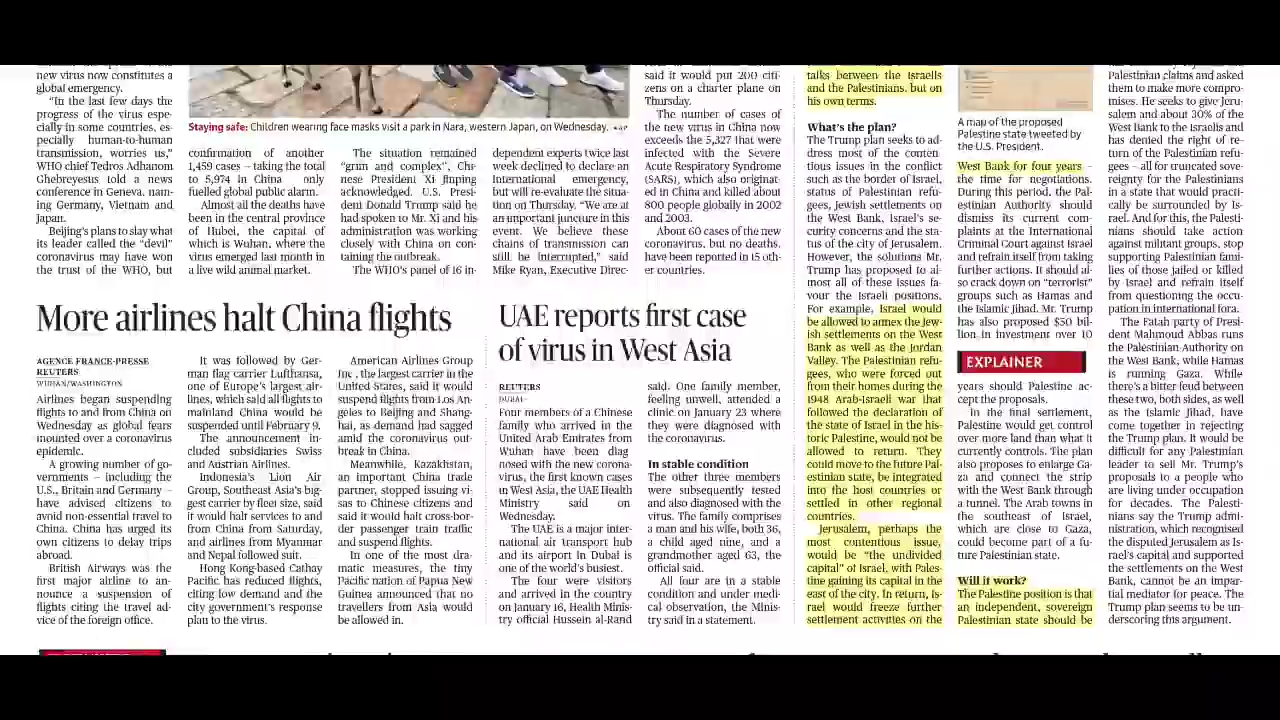 new virus now constitutes a
global emergency.
"In the last few days the
progress of the virus espe-
cially in some countries, es-
pecially human-to-human
transmission, worries us,"
WHO chief Tedros Adhanom
Ghebreyesus told a news
conference in Geneva, nam-
ing Germany, Vietnam and
Japan.
Beijing's plans to slay what
its leader called the "devil"
coronavirus may have won
the trust of the WHO, but
Staying safe: Children wearing face masks visit a park in Nara, western Japan, on Wednesday. •AP
confirmation of another
1,459 cases – taking the total
to 5,974 in China only
fuelled global public alarm.
Almost all the deaths have
been in the central province
of Hubei, the capital of
which is Wuhan, where the
virus emerged last month in
a live wild animal market.
The situation remained
"grim and complex", Chi-
nese President Xi Jinping
acknowledged. U.S. Presi-
dent Donald Trump said he
had spoken to Mr. Xi and his
administration was working
closely with China on con-
taining the outbreak.
The WHO's panel of 16 in-
dependent experts twice last
week declined to declare an
international emergency,
but will re-evaluate the situa-
tion on Thursday. "We are at
an important juncture in this
event. We believe these
chains of transmission can
still be interrupted," said
Mike Ryan, Executive Direc-
said it would put 200 citi-
zens on a charter plane on
Thursday.
The number of cases of
the new virus in China now
exceeds the 5,327 that were
infected with the Severe
Acute Respiratory Syndrome
(SARS), which also originat-
ed in China and killed about
800 people globally in 2002
and 2003.
About 60 cases of the new
coronavirus, but no deaths,
have been reported in 15 oth-
er countries.
More airlines halt China flights
AGENCE FRANCE-PRESSE
REUTERS
WUHAN/WASHINGTON
Airlines began suspending
flights to and from China on
Wednesday as global fears
mounted over a coronavirus
epidemic.
A growing number of go-
vernments – including the
U.S., Britain and Germany –
have advised citizens to
avoid non-essential travel to
China. China has urged its
own citizens to delay trips
abroad.
British Airways was the
first major airline to an-
nounce a suspension of
flights citing the travel ad-
vice of the foreign office.
It was followed by Ger-
man flag carrier Lufthansa,
one of Europe's largest air-
lines, which said all flights to
mainland China would be
suspended until February 9.
The announcement in-
cluded subsidiaries Swiss
and Austrian Airlines.
Indonesia's Lion Air
Group, Southeast Asia's big-
gest carrier by fleet size, said
it would halt services to and
from China from Saturday,
and airlines from Myanmar
and Nepal followed suit.
Hong Kong-based Cathay
Pacific has reduced flights,
citing low demand and the
city government's response
plan to the virus.
American Airlines Group
Inc , the largest carrier in the
United States, said it would
suspend flights from Los An-
geles to Beijing and Shang-
hai, as demand had sagged
amid the coronavirus out-
break in China.
Meanwhile, Kazakhstan,
an important China trade
partner, stopped issuing vi-
sas to Chinese citizens and
said it would halt cross-bor-
der passenger train traffic
and suspend flights.
In one of the most dra-
matic measures, the tiny
Pacific nation of Papua New
Guinea announced that no
travellers from Asia would
be allowed in.
UAE reports first case
of virus in West Asia
REUTERS
DUBAI
Four members of a Chinese
family who arrived in the
United Arab Emirates from
Wuhan have been diag
nosed with the new corona-
virus, the first known cases
in West Asia, the UAE Health
Ministry said on
Wednesday.
The UAE is a major inter-
national air transport hub
and its airport in Dubai is
one of the world's busiest.
The four were visitors
and arrived in the country
on January 16, Health Minis-
try official Hussein al-Rand
said. One family member,
feeling unwell, attended a
clinic on January 23 where
they were diagnosed with
the coronavirus.
In stable condition
The other three members
were subsequently tested
and also diagnosed with the
virus. The family comprises
a man and his wife, both 36,
a child aged nine, and a
grandmother aged 63, the
official said.
All four are in a stable
condition and under medi-
cal observation, the Minis-
try said in a statement.
talks between the Israelis
and the Palestinians, but on
his own terms.
What's the plan?
The Trump plan seeks to ad-
dress most of the conten-
tious issues in the conflict
such as the border of Israel,
status of Palestinian refu-
gees, Jewish settlements on
the West Bank, Israel's se-
curity concerns and the sta-
tus of the city of Jerusalem.
However, the solutions Mr.
Trump has proposed to al-
most all of these issues fa-
vour the Israeli positions.
For example, Israel would
be allowed to annex the Jew-
ish settlements on the West
Bank as well as the Jordan
Valley. The Palestinian refu-
gees, who were forced out
from their homes during the
1948 Arab-Israeli war that
followed the declaration of
the state of Israel in the his-
toric Palestine, would not be
allowed to return. They
could move to the future Pal-
estinian state, be integrated
into the host countries or
settled in other regional
countries.
Jerusalem, perhaps the
most contentious issue,
would be "the undivided
capital" of Israel, with Pales-
tine gaining its capital in the
east of the city. In return, Is-
rael would freeze further
settlement activities on the
A map of the proposed
Palestine state tweeted by
the U.S. President.
West Bank for four years –
the time for negotiations.
During this period, the Pal-
estinian Authority should
dismiss its current com-
plaints at the International
Criminal Court against Israel
and refrain itself from taking
further actions. It should al-
so crack down on "terrorist"
groups such as Hamas and
the Islamic Jihad. Mr. Trump
has also proposed $50 bil-
lion in investment over 10
EXPLAINER
years should Palestine ac-
cept the proposals.
In the final settlement,
Palestine would get control
over more land than what it
currently controls. The plan
also proposes to enlarge Ga-
za and connect the strip
with the West Bank through
a tunnel. The Arab towns in
the southeast of Israel,
which are close to Gaza,
could become part of a fu-
ture Palestinian state.
Will it work?
The Palestine position is that
an independent, sovereign
Palestinian state should be
Palestinian claims and asked
them to make more compro-
mises. He seeks to give Jeru-
salem and about 30% of the
West Bank to the Israelis and
has denied the right of re-
turn of the Palestinian refu-
gees – all for truncated sove-
reignty for the Palestinians
in a state that would practi-
cally be surrounded by Is-
rael. And for this, the Palesti-
nians should take action
against militant groups, stop
supporting Palestinian fami-
lies of those jailed or killed
by Israel and refrain itself
from questioning the occu-
pation in international fora.
The Fatah party of Presi-
dent Mahmoud Abbas runs
the Palestinian Authority on
the West Bank, while Hamas
is running Gaza. While
there's a bitter feud between
these two, both sides, as well
as the Islamic Jihad, have
come together in rejecting
the Trump plan. It would be
difficult for any Palestinian
leader to sell Mr. Trump's
proposals to a people who
are living under occupation
for decades. The Palesti-
nians say the Trump admi-
nistration, which recognised
the disputed Jerusalem as Is-
rael's capital and supported
the settlements on the West
Bank, cannot be an impar-
tial mediator for peace. The
Trump plan seems to be un-
derscoring this argument.